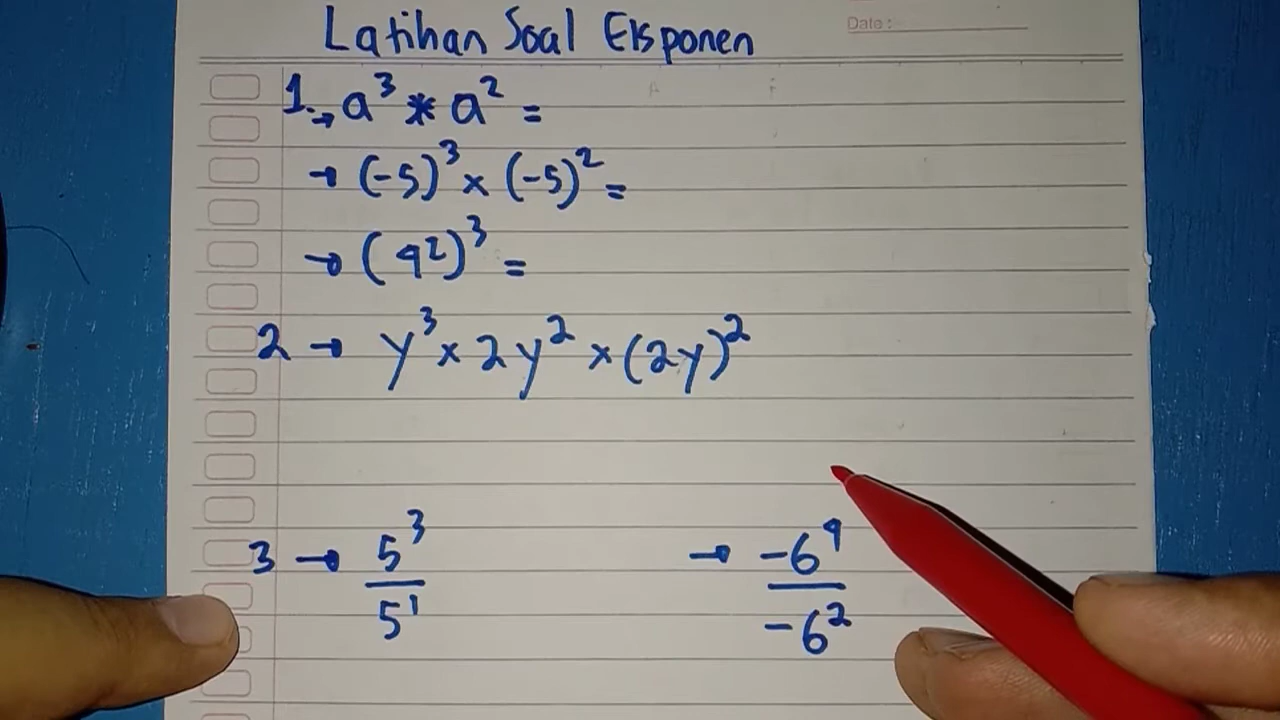 Latihan Soal Eksponen
Date :
1. → a³ * a² =
→ (-5)³ × (-5)² =
→ (4²)³ =
2 → y³ × 2y² × (2y)²
3 → 5³/5¹ → -6⁴/-6²